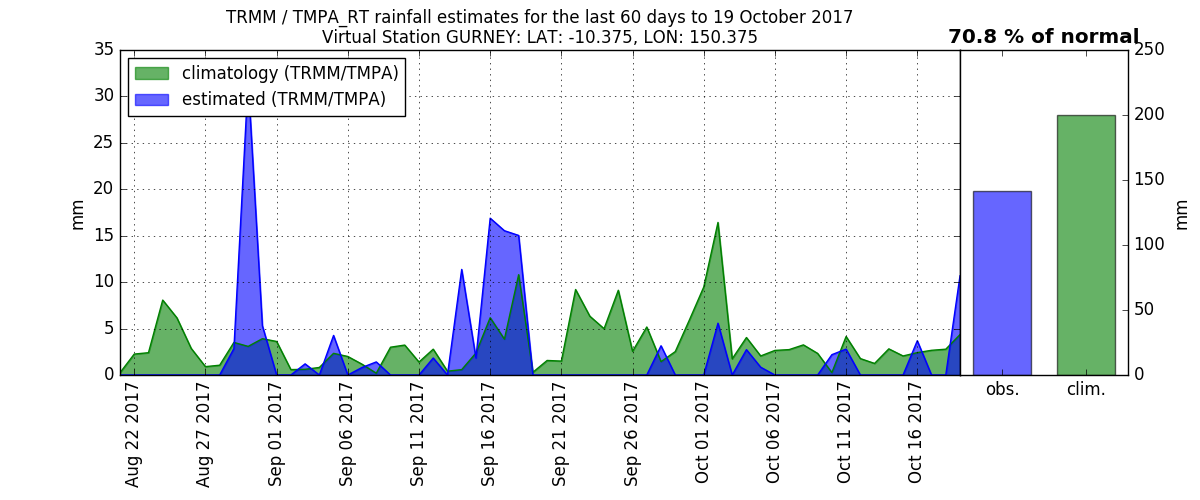 TRMM / TMPA_RT rainfall estimates for the last 60 days to 19 October 2017
Virtual Station GURNEY: LAT: -10.375, LON: 150.375
70.8 % of normal
climatology (TRMM/TMPA)
estimated (TRMM/TMPA)
35
30
25
20
15
10
5
0
mm
Aug 22 2017
Aug 27 2017
Sep 01 2017
Sep 06 2017
Sep 11 2017
Sep 16 2017
Sep 21 2017
Sep 26 2017
Oct 01 2017
Oct 06 2017
Oct 11 2017
Oct 16 2017
obs.
clim.
250
200
150
100
50
0
mm